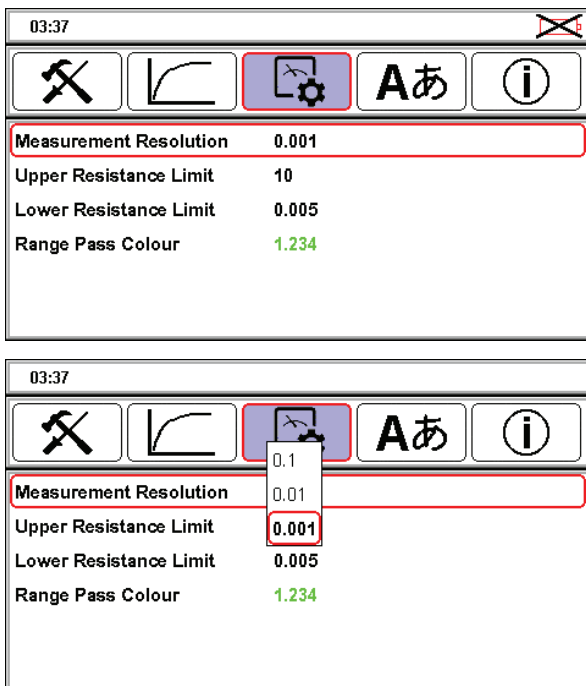 03:37
Aあ i
Measurement Resolution 0.001
Upper Resistance Limit 10
Lower Resistance Limit 0.005
Range Pass Colour 1.234
03:37
Aあ i
0.1
Measurement Resolution 0.01
Upper Resistance Limit 0.001
Lower Resistance Limit 0.005
Range Pass Colour 1.234